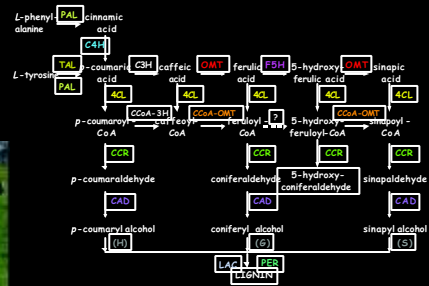 L-phenyl- PAL cinnamic
alanine acid
C4H
TAL p-coumaric C3H caffeic OMT ferulic F5H 5-hydroxy- OMT sinapic
L-tyrosine acid acid acid ferulic acid acid
PAL
4CL 4CL 4CL 4CL 4CL
CCoA-3H CCoA-OMT ? CCoA-OMT
p-coumaroyl- caffeoyl- feruloyl- 5-hydroxy- sinapoyl -
CoA CoA CoA feruloyl-CoA CoA
CCR CCR CCR CCR
p-coumaraldehyde coniferaldehyde 5-hydroxy- sinapaldehyde
coniferaldehyde
CAD CAD CAD
p-coumaryl alcohol coniferyl alcohol sinapyl alcohol
(H) (G) (S)
LAC PER
LIGNIN